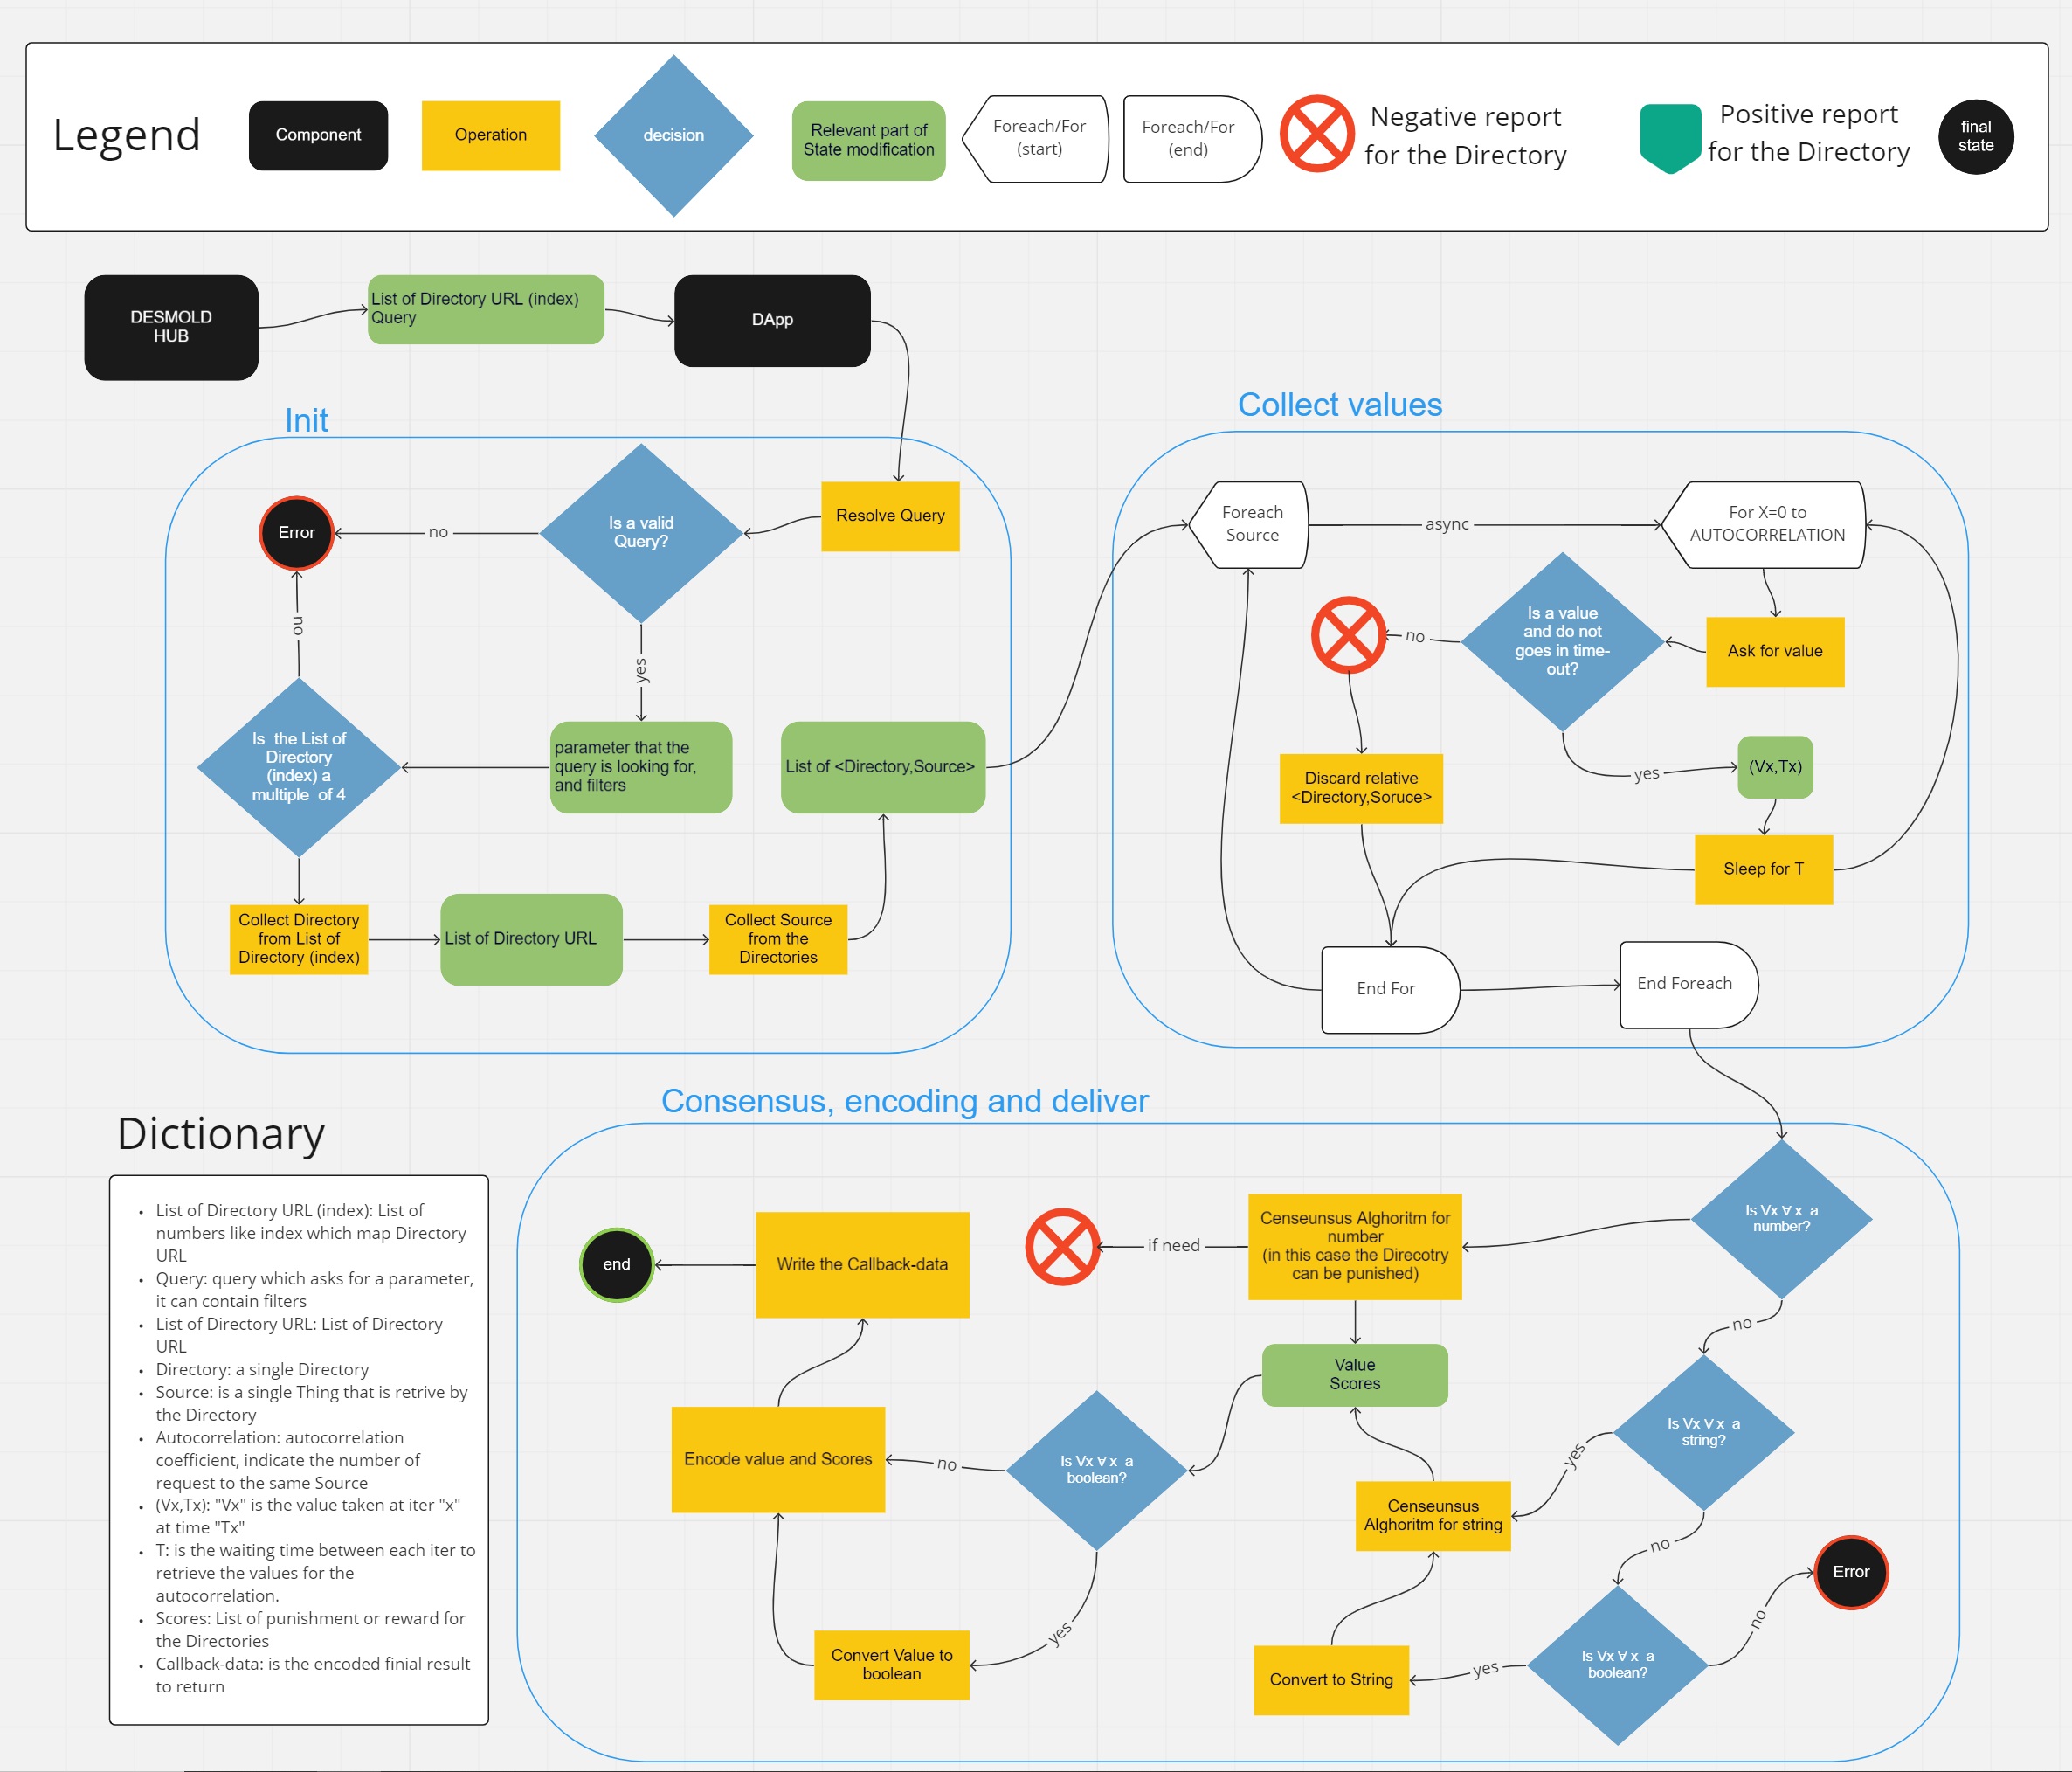 Legend
Component
Operation
decision
Relevant part of
State modification
Foreach/For
(start)
Foreach/For
(end)
Negative report
for the Directory
Positive report
for the Directory
final
state
DESMOLD
HUB
List of Directory URL (index)
Query
DApp
Init
Resolve Query
Is a valid
Query?
no
Error
yes
no
parameter that the
query is looking for,
and filters
Is  the List of
Directory
(index) a
multiple  of 4
Collect Directory
from List of
Directory (index)
List of Directory URL
Collect Source
from the
Directories
List of <Directory,Source>
Collect values
Foreach
Source
async
For X=0 to
AUTOCORRELATION
Ask for value
Is a value
and do not
goes in time-
out?
no
yes
(Vx,Tx)
Discard relative
<Directory,Soruce>
Sleep for T
End For
End Foreach
Consensus, encoding and deliver
Is Vx ∀ x  a
number?
Censeunsus Alghoritm for
number
(in this case the Direcotry
can be punished)
if need
Write the Callback-data
end
no
Value
Scores
Is Vx ∀ x  a
string?
yes
Is Vx ∀ x  a
boolean?
no
Encode value and Scores
Censeunsus
Alghoritm for string
no
Error
no
yes
Convert Value to
boolean
Is Vx ∀ x  a
boolean?
yes
Convert to String
Dictionary
• List of Directory URL (index): List of
numbers like index which map Directory
URL
• Query: query which asks for a parameter,
it can contain filters
• List of Directory URL: List of Directory
URL
• Directory: a single Directory
• Source: is a single Thing that is retrive by
the Directory
• Autocorrelation: autocorrelation
coefficient, indicate the number of
request to the same Source
• (Vx,Tx): "Vx" is the value taken at iter "x"
at time "Tx"
• T: is the waiting time between each iter to
retrieve the values for the
autocorrelation.
• Scores: List of punishment or reward for
the Directories
• Callback-data: is the encoded finial result
to return